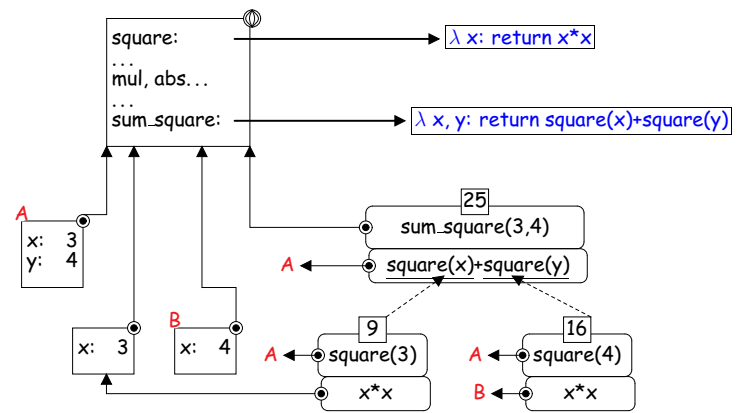 square:
λ x: return x*x
...
mul, abs...
...
sum_square:
λ x, y: return square(x)+square(y)
A
x: 3
y: 4
25
sum_square(3,4)
A
square(x)+square(y)
x: 3
B
x: 4
9
A
square(3)
x*x
16
A
square(4)
B
x*x